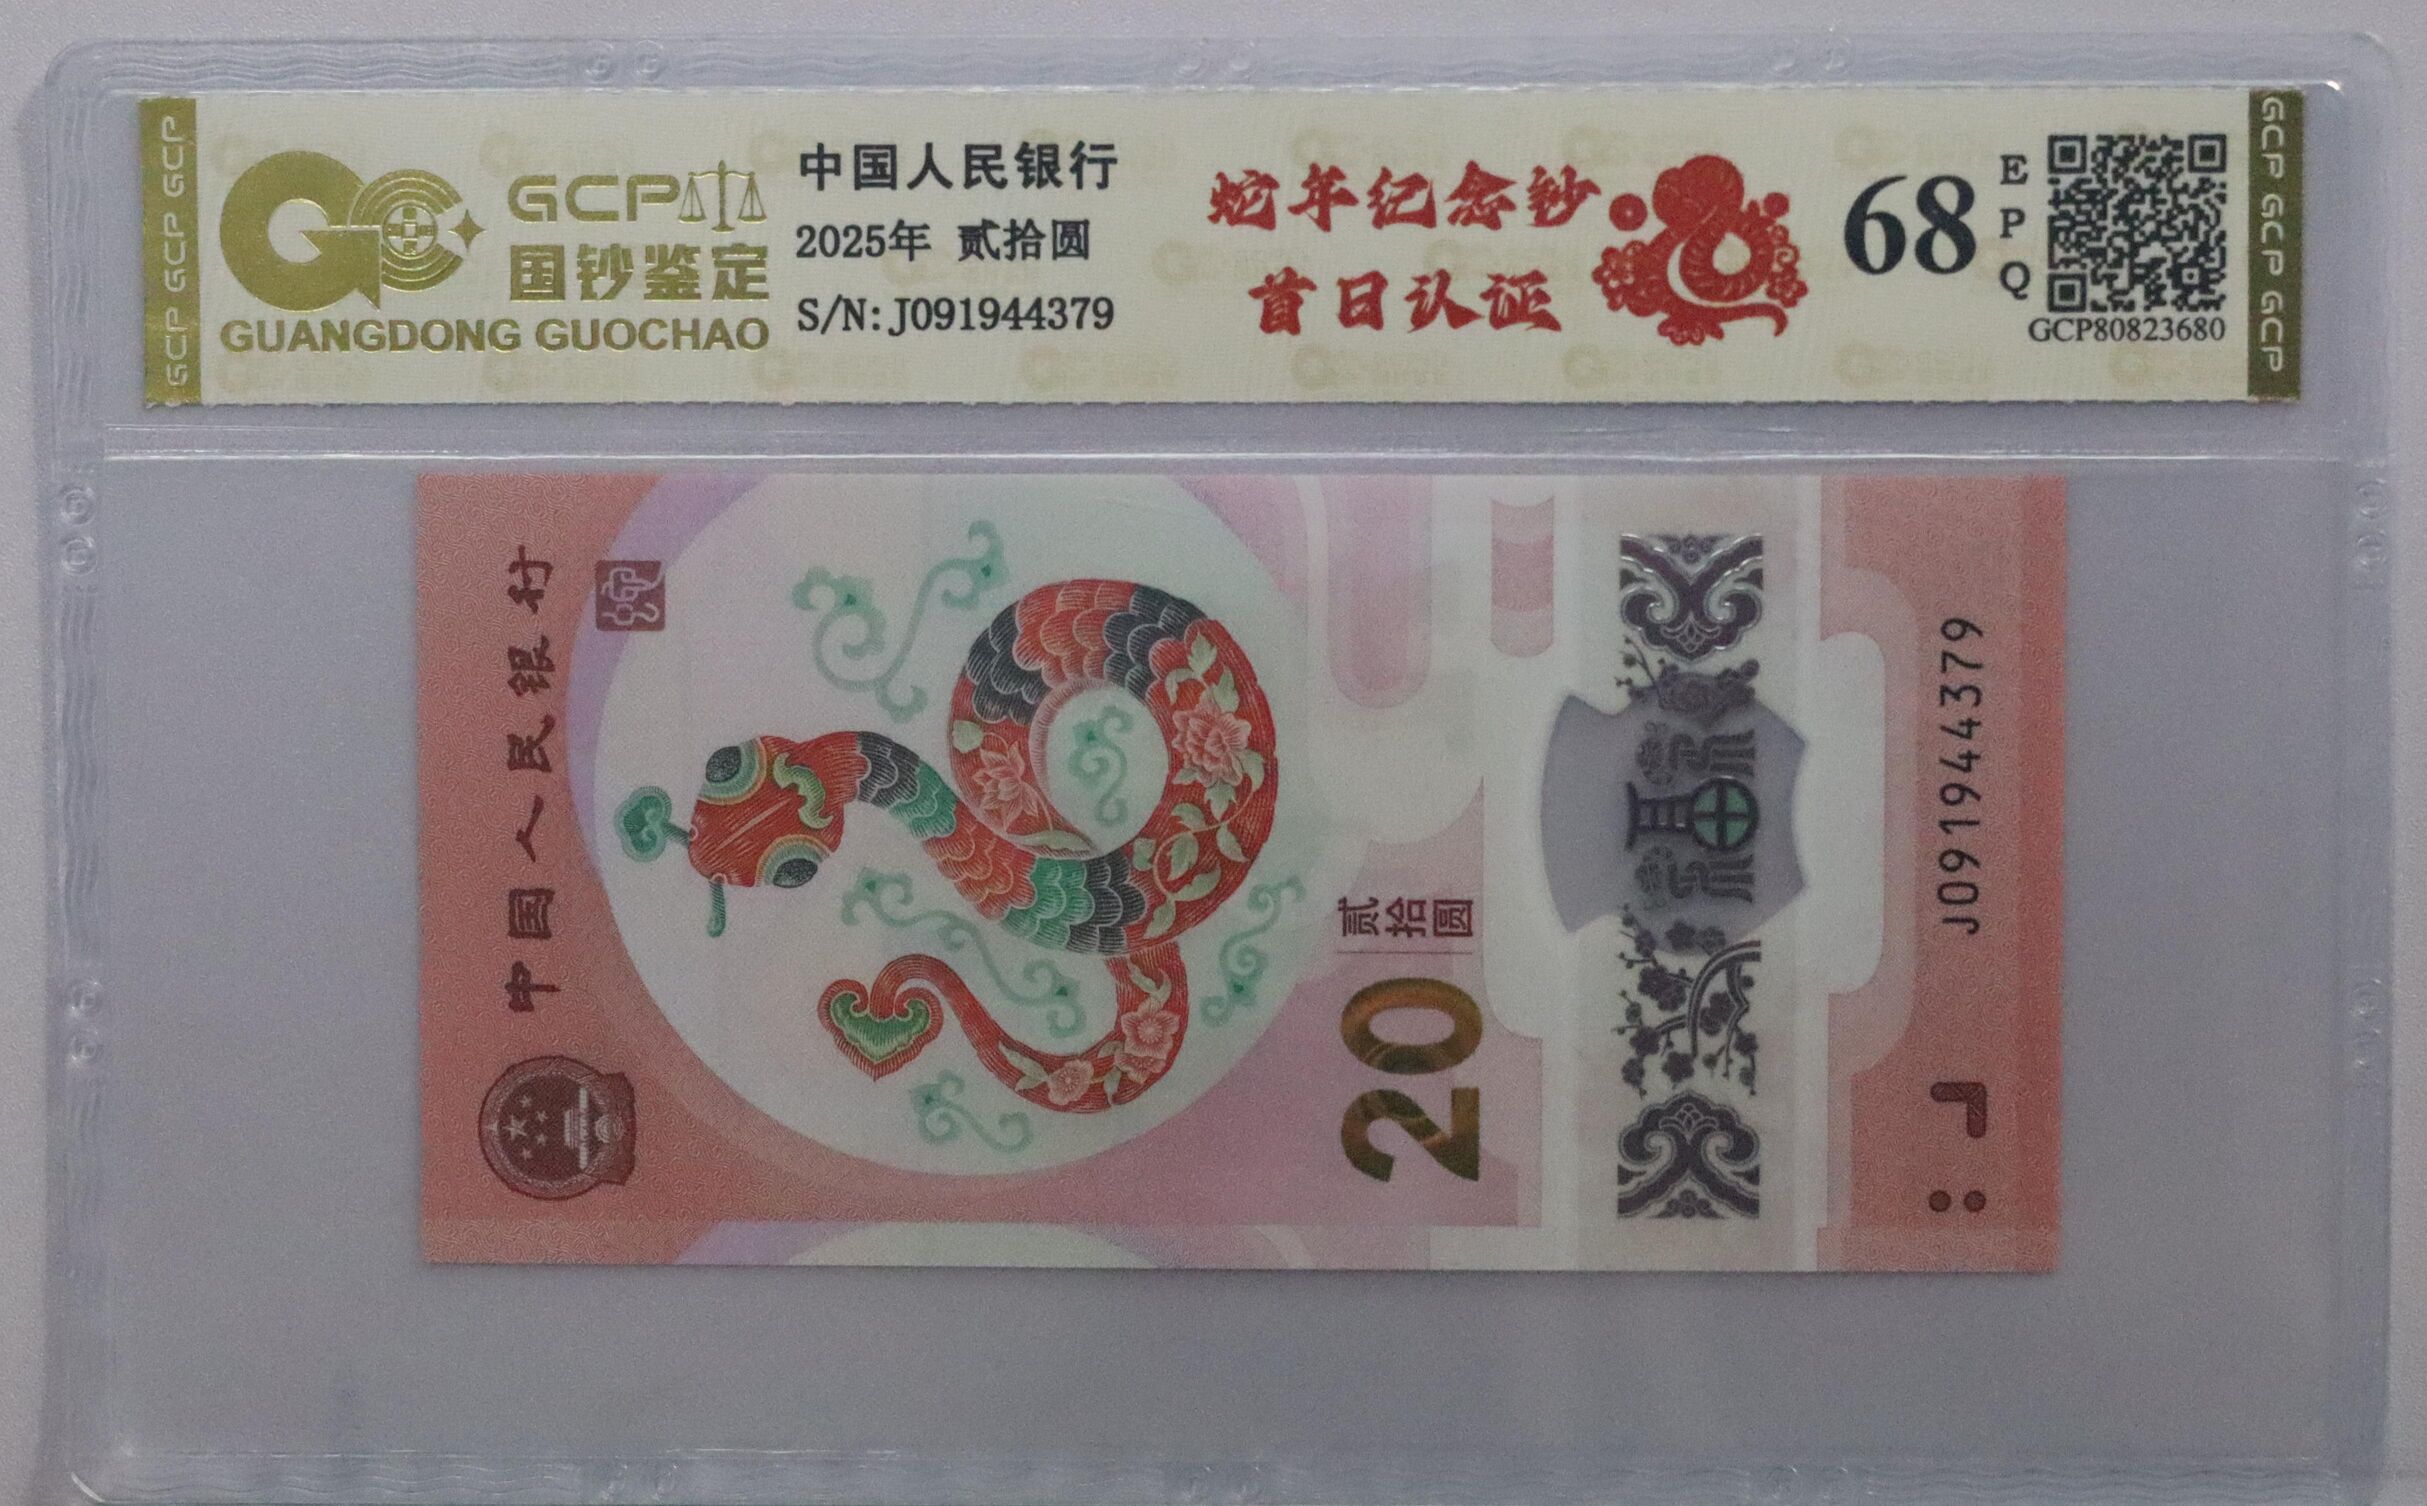 GCP GCP GCP
GCP
国钞鉴定
GUANGDONG GUOCHAO
中国人民银行
2025年 贰拾圆
S/N: J091944379
蛇年纪念钞
首日认证
68
EPQ
GCP80823680
GCP GCP GCP
中国人民银行
贰拾圆
20
福
J091944379